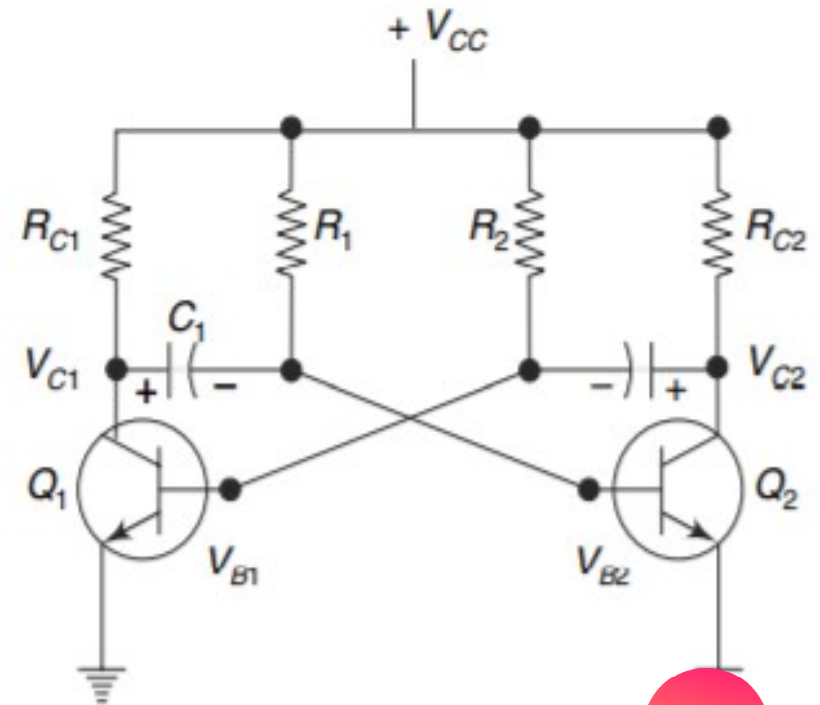 + V_CC
R_C1 R_1 R_2 R_C2
C_1
V_C1 + − − + V_C2
Q_1 Q_2
V_B1 V_B2